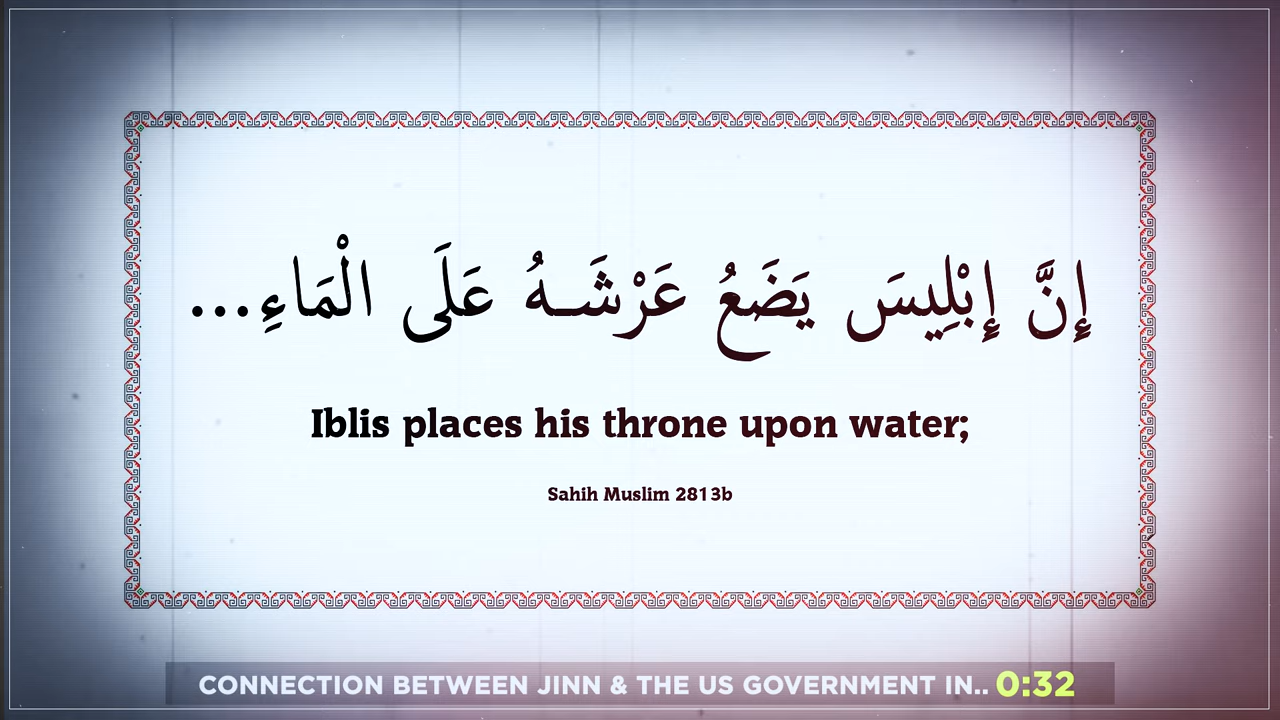 إِنَّ إِبْلِيسَ يَضَعُ عَرْشَـهُ عَلَى الْمَاءِ...
Iblis places his throne upon water;
Sahih Muslim 2813b
CONNECTION BETWEEN JINN & THE US GOVERNMENT IN.. 0:32